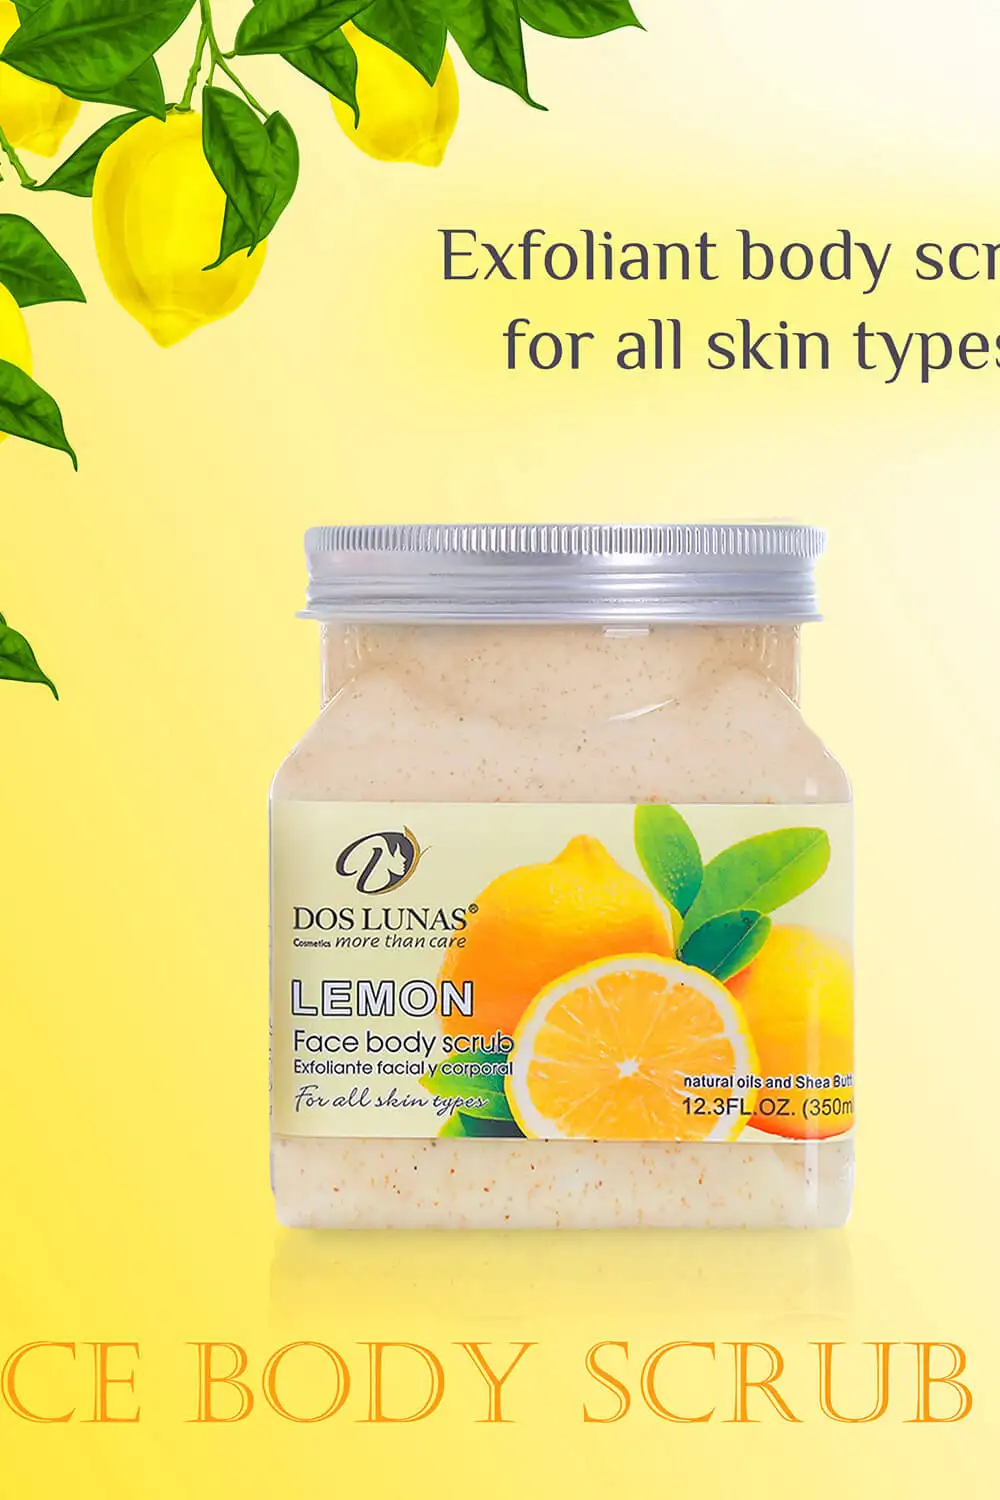 Exfoliant body scr
for all skin types
DOS LUNAS®
Cosmetics more than care
LEMON
Face body scrub
Exfoliante facial y corporal
For all skin types
natural oils and Shea Butt
12.3FL.OZ. (350m
CE BODY SCRUB